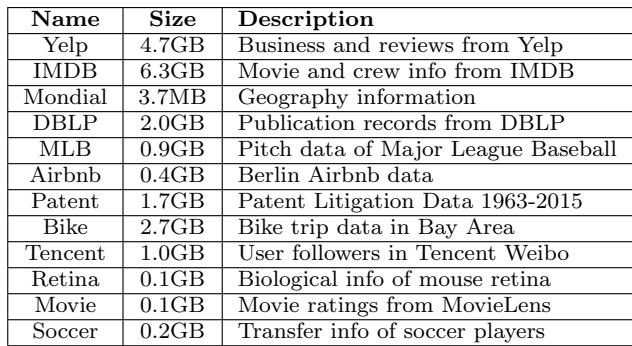 Name Size Description
Yelp 4.7GB Business and reviews from Yelp
IMDB 6.3GB Movie and crew info from IMDB
Mondial 3.7MB Geography information
DBLP 2.0GB Publication records from DBLP
MLB 0.9GB Pitch data of Major League Baseball
Airbnb 0.4GB Berlin Airbnb data
Patent 1.7GB Patent Litigation Data 1963-2015
Bike 2.7GB Bike trip data in Bay Area
Tencent 1.0GB User followers in Tencent Weibo
Retina 0.1GB Biological info of mouse retina
Movie 0.1GB Movie ratings from MovieLens
Soccer 0.2GB Transfer info of soccer players